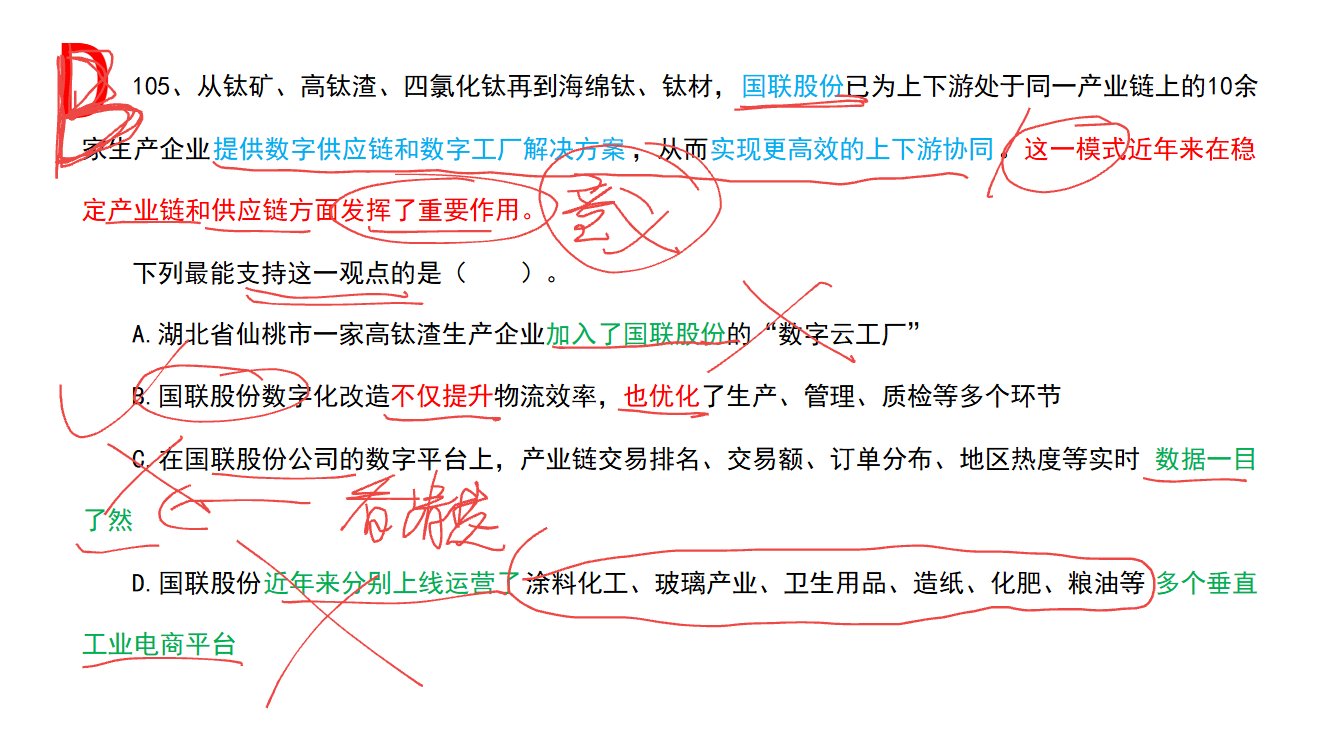 B
105、从钛矿、高钛渣、四氯化钛再到海绵钛、钛材，国联股份已为上下游处于同一产业链上的10余
家生产企业提供数字供应链和数字工厂解决方案，从而实现更高效的上下游协同。这一模式近年来在稳
定产业链和供应链方面发挥了重要作用。
下列最能支持这一观点的是（　　）。
A.湖北省仙桃市一家高钛渣生产企业加入了国联股份的“数字云工厂”
B.国联股份数字化改造不仅提升物流效率，也优化了生产、管理、质检等多个环节
C.在国联股份公司的数字平台上，产业链交易排名、交易额、订单分布、地区热度等实时 数据一目
了然
D.国联股份近年来分别上线运营了涂料化工、玻璃产业、卫生用品、造纸、化肥、粮油等多个垂直
工业电商平台